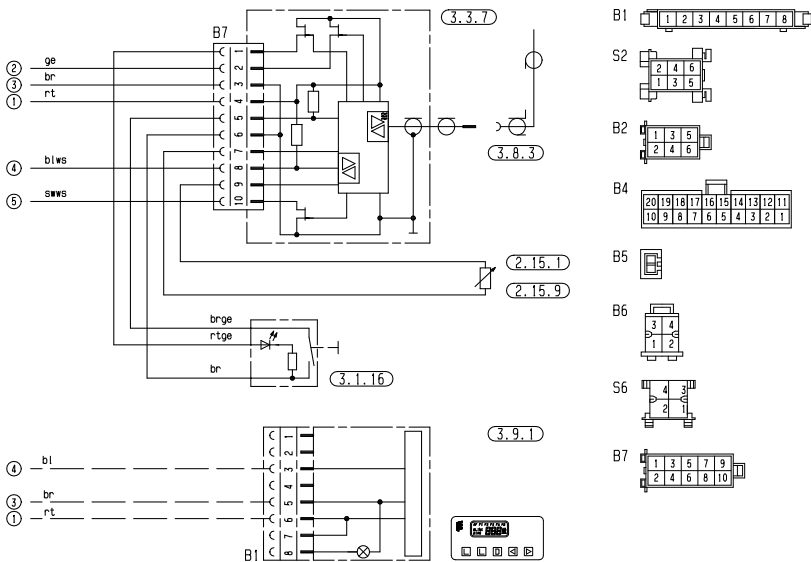 B7
3.3.7
1
② ge 2
③ br 3
① rt 4
5
6
7
④ blws 8
9
⑤ swws 10
3.8.3
2.15.1
2.15.9
brge
rtge
br
3.1.16
3.9.1
1
2
④ bl 3
4
③ br 5
① rt 6
7
B1 8
B1
1 2 3 4 5 6 7 8
S2
2 4 6
1 3 5
B2
1 3 5
2 4 6
B4
20 19 18 17 16 15 14 13 12 11
10 9 8 7 6 5 4 3 2 1
B5
B6
3 4
1 2
S6
4 3
2 1
B7
1 3 5 7 9
2 4 6 8 10